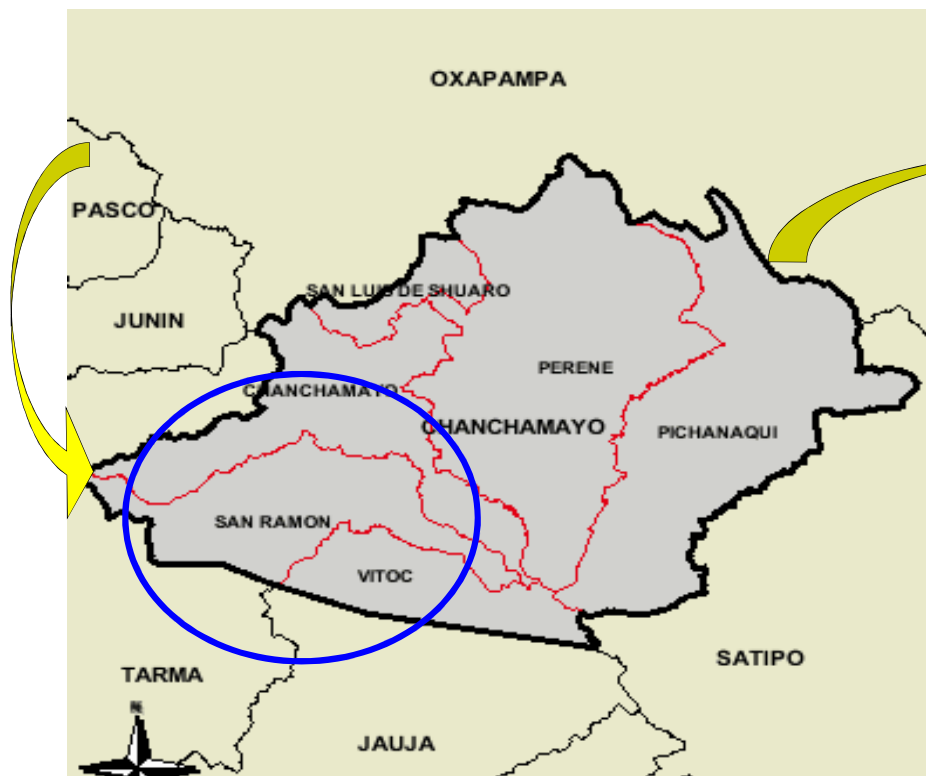 OXAPAMPA
PASCO
SAN LUIS DE SHUARO
JUNIN
PERENE
CHANCHAMAYO
CHANCHAMAYO
PICHANAQUI
SAN RAMON
VITOC
SATIPO
TARMA
N
JAUJA